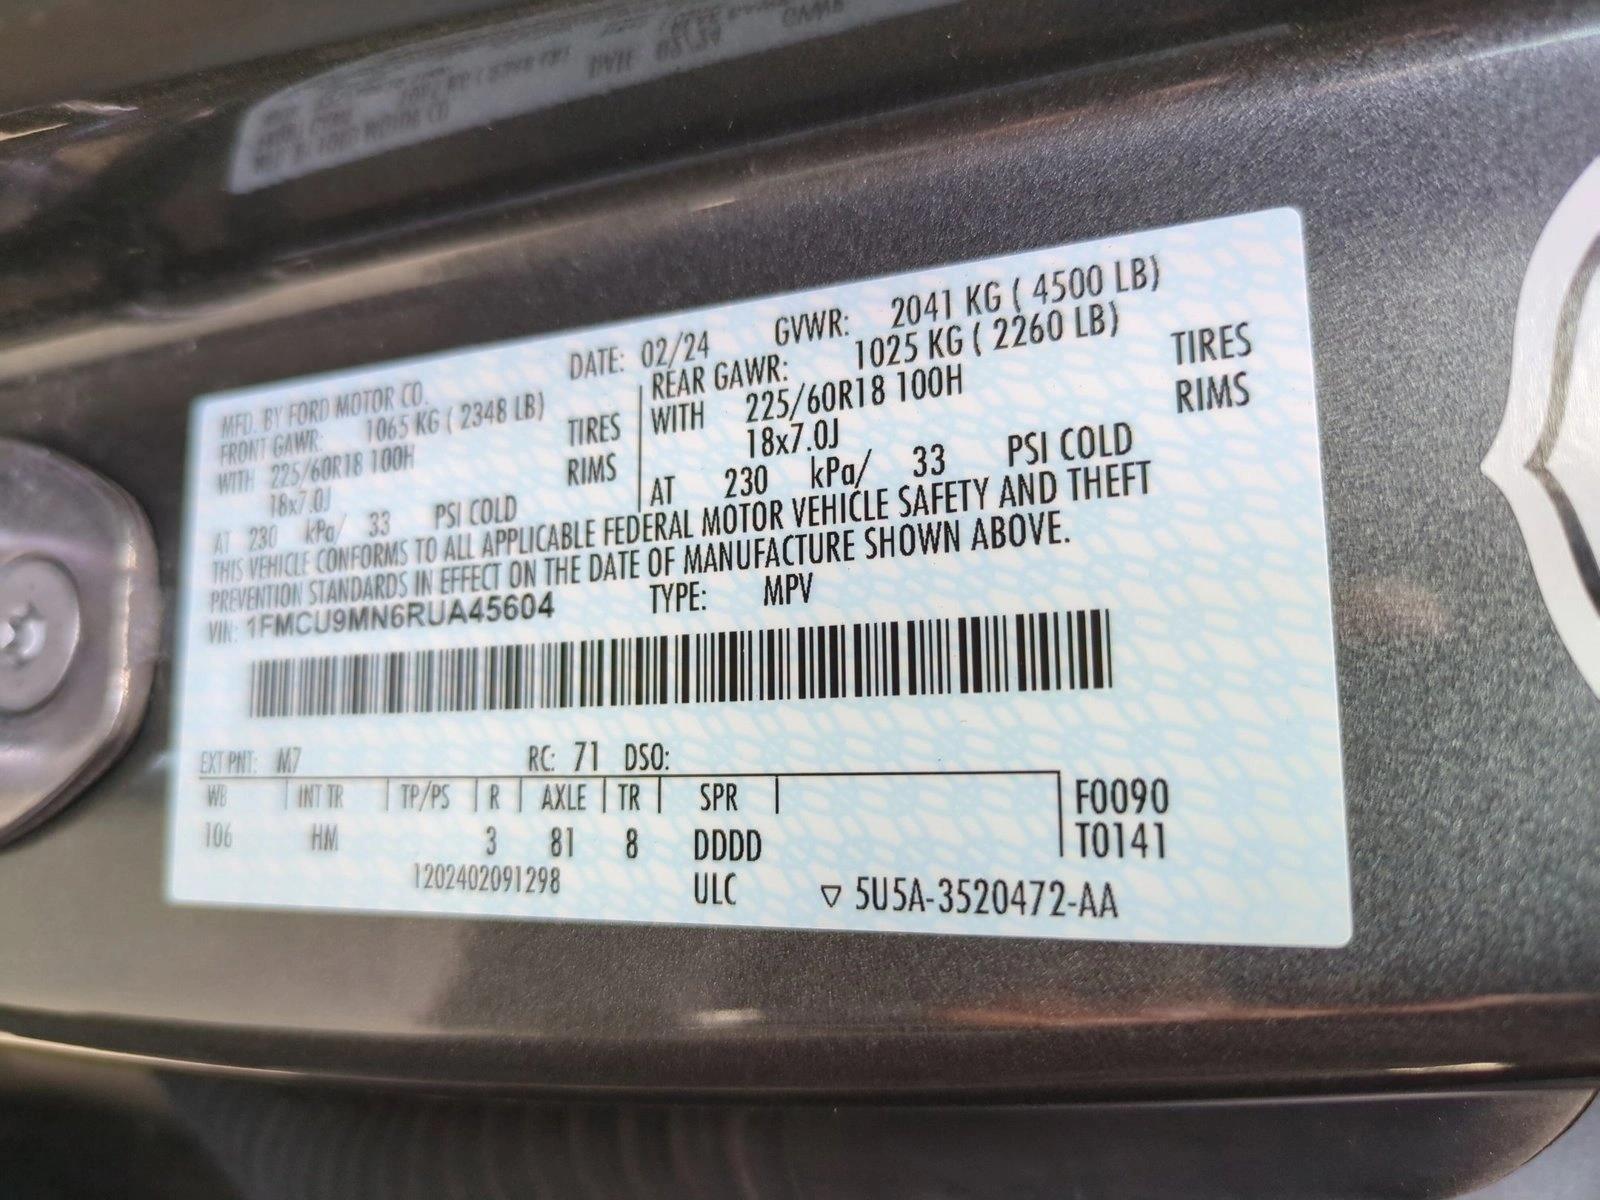 MFD. BY FORD MOTOR CO. DATE: 02/24 GVWR: 2041 KG ( 4500 LB)
FRONT GAWR: 1065 KG ( 2348 LB) REAR GAWR: 1025 KG ( 2260 LB)
WITH 225/60R18 100H TIRES WITH 225/60R18 100H TIRES
18x7.0J RIMS 18x7.0J RIMS
AT 230 kPa/ 33 PSI COLD AT 230 kPa/ 33 PSI COLD
THIS VEHICLE CONFORMS TO ALL APPLICABLE FEDERAL MOTOR VEHICLE SAFETY AND THEFT
PREVENTION STANDARDS IN EFFECT ON THE DATE OF MANUFACTURE SHOWN ABOVE.
VIN: 1FMCU9MN6RUA45604 TYPE: MPV
EXT PNT: M7 RC: 71 DSO:
WB INT TR TP/PS R AXLE TR SPR F0090
106 HM 3 81 8 DDDD T0141
1202402091298 ULC ▽ 5U5A-3520472-AA